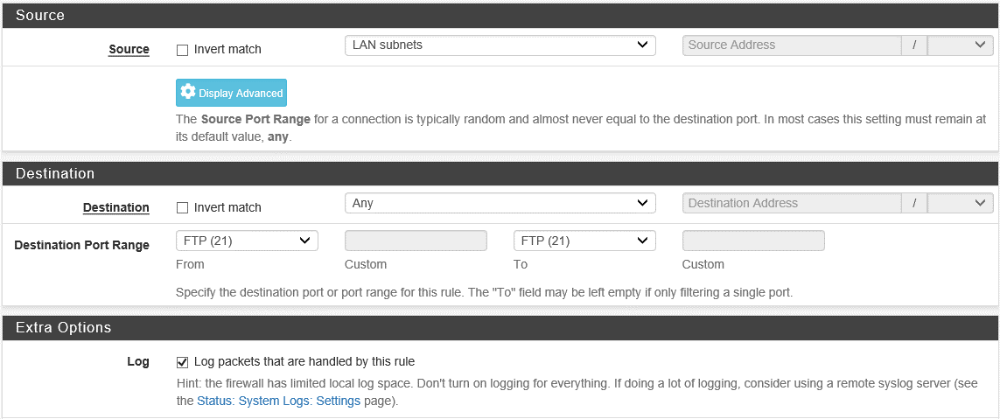 Source
Source Invert match LAN subnets Source Address /
Display Advanced
The Source Port Range for a connection is typically random and almost never equal to the destination port. In most cases this setting must remain at
its default value, any.
Destination
Destination Invert match Any Destination Address /
Destination Port Range FTP (21) FTP (21)
From Custom To Custom
Specify the destination port or port range for this rule. The "To" field may be left empty if only filtering a single port.
Extra Options
Log Log packets that are handled by this rule
Hint: the firewall has limited local log space. Don't turn on logging for everything. If doing a lot of logging, consider using a remote syslog server (see
the Status: System Logs: Settings page).